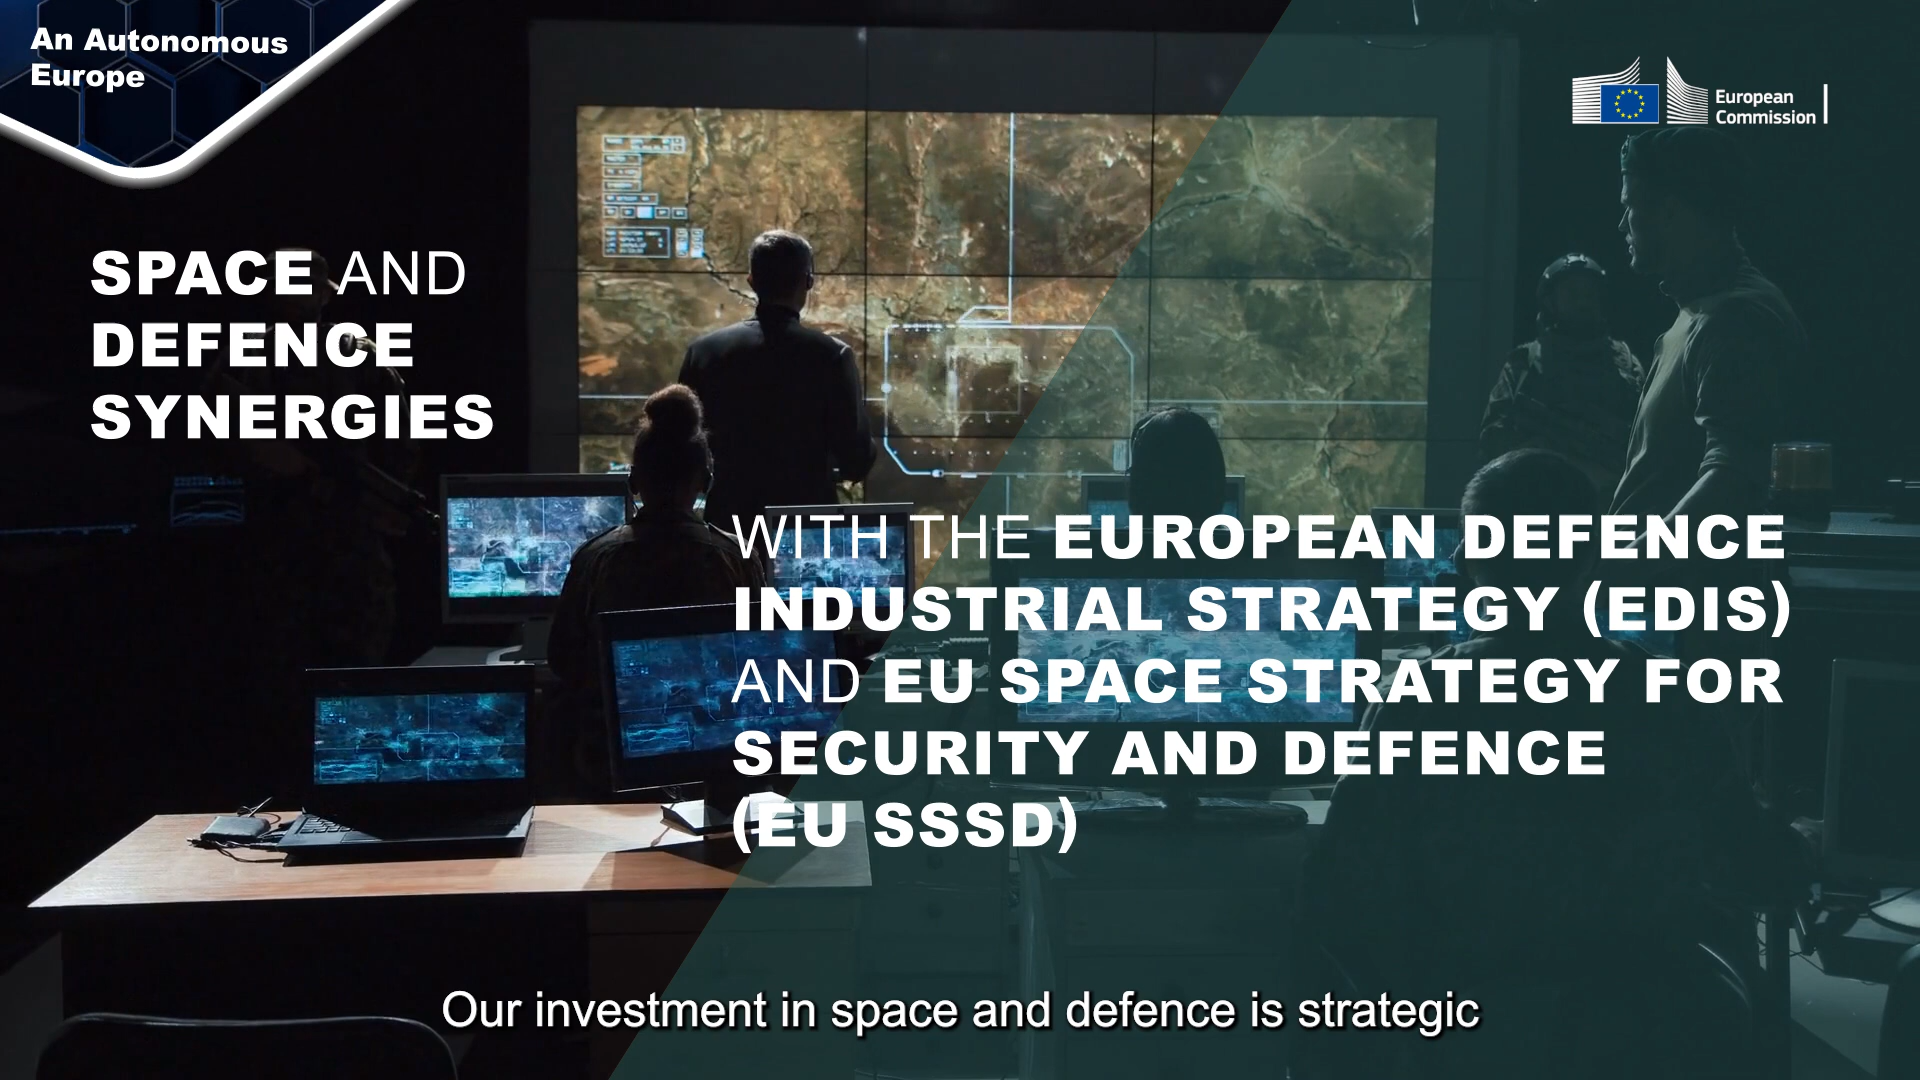 An Autonomous
Europe
European
Commission
SPACE AND
DEFENCE
SYNERGIES
WITH THE EUROPEAN DEFENCE
INDUSTRIAL STRATEGY (EDIS)
AND EU SPACE STRATEGY FOR
SECURITY AND DEFENCE
(EU SSSD)
Our investment in space and defence is strategic